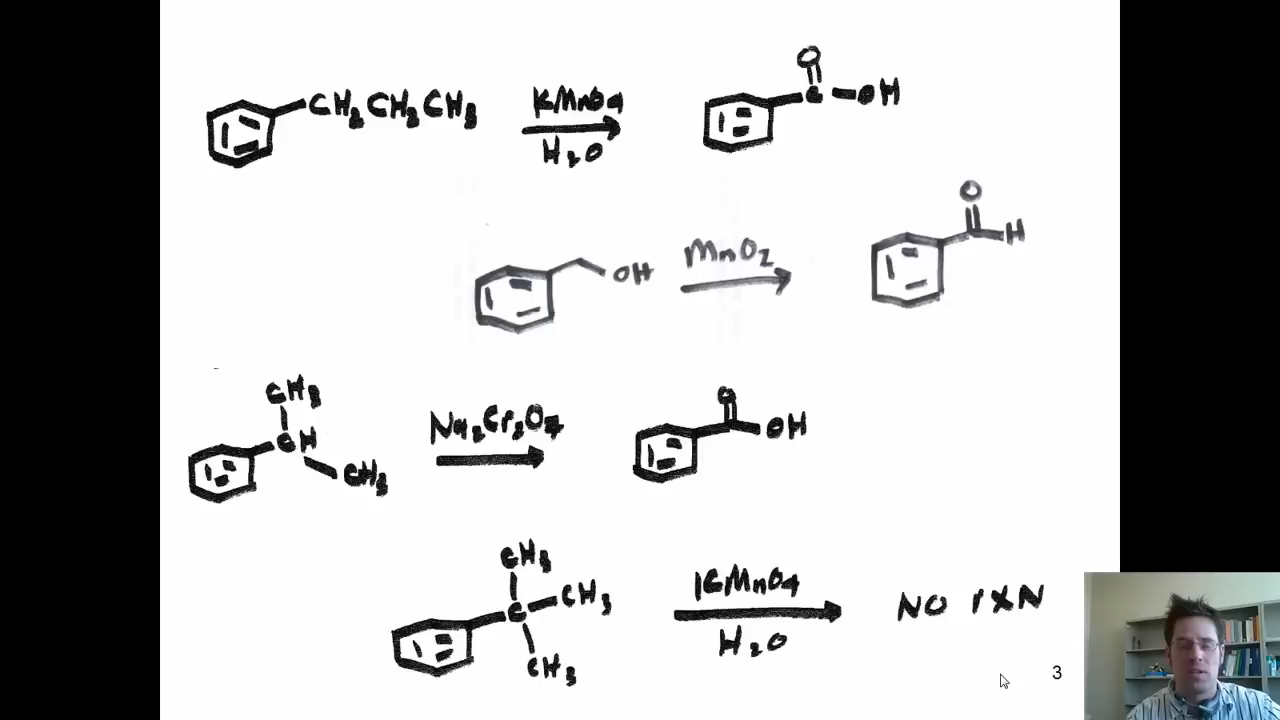 CH₂CH₂CH₃ KMnO₄ H₂O O C OH
OH MnO₂ O H
CH₃ CH CH₃ Na₂Cr₂O₇ O OH
CH₃ C CH₃ CH₃ KMnO₄ H₂O NO rXN
3